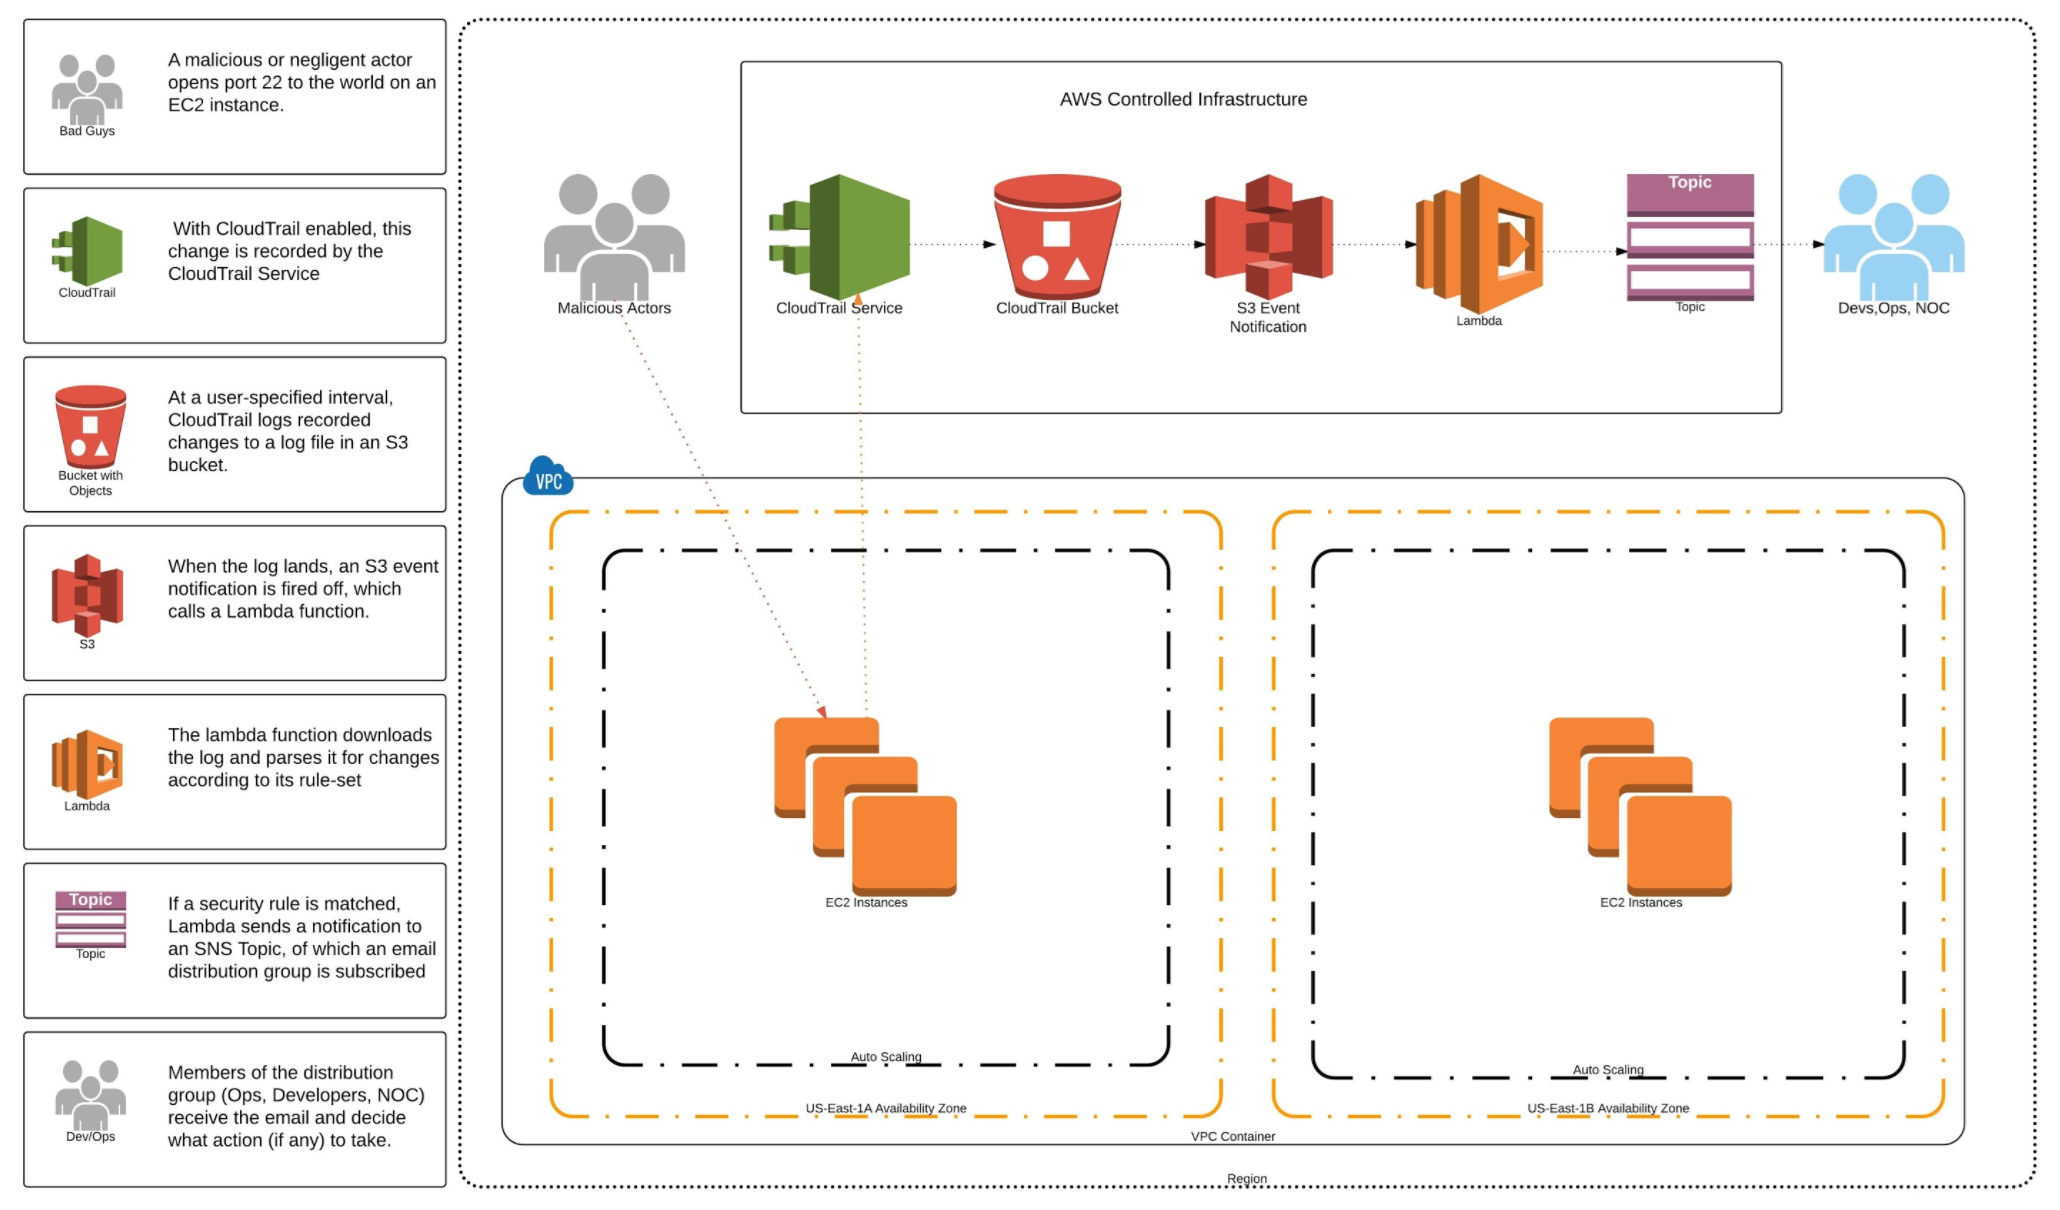 A malicious or negligent actor
opens port 22 to the world on an
EC2 instance.
Bad Guys
With CloudTrail enabled, this
change is recorded by the
CloudTrail Service
CloudTrail
At a user-specified interval,
CloudTrail logs recorded
changes to a log file in an S3
bucket.
Bucket with
Objects
When the log lands, an S3 event
notification is fired off, which
calls a Lambda function.
S3
The lambda function downloads
the log and parses it for changes
according to its rule-set
Lambda
Topic
If a security rule is matched,
Lambda sends a notification to
an SNS Topic, of which an email
distribution group is subscribed
Topic
Members of the distribution
group (Ops, Developers, NOC)
receive the email and decide
what action (if any) to take.
Dev/Ops
AWS Controlled Infrastructure
Malicious Actors
CloudTrail Service
CloudTrail Bucket
S3 Event
Notification
Lambda
Topic
Topic
Devs,Ops, NOC
VPC
EC2 Instances
Auto Scaling
US-East-1A Availability Zone
EC2 Instances
Auto Scaling
US-East-1B Availability Zone
VPC Container
Region